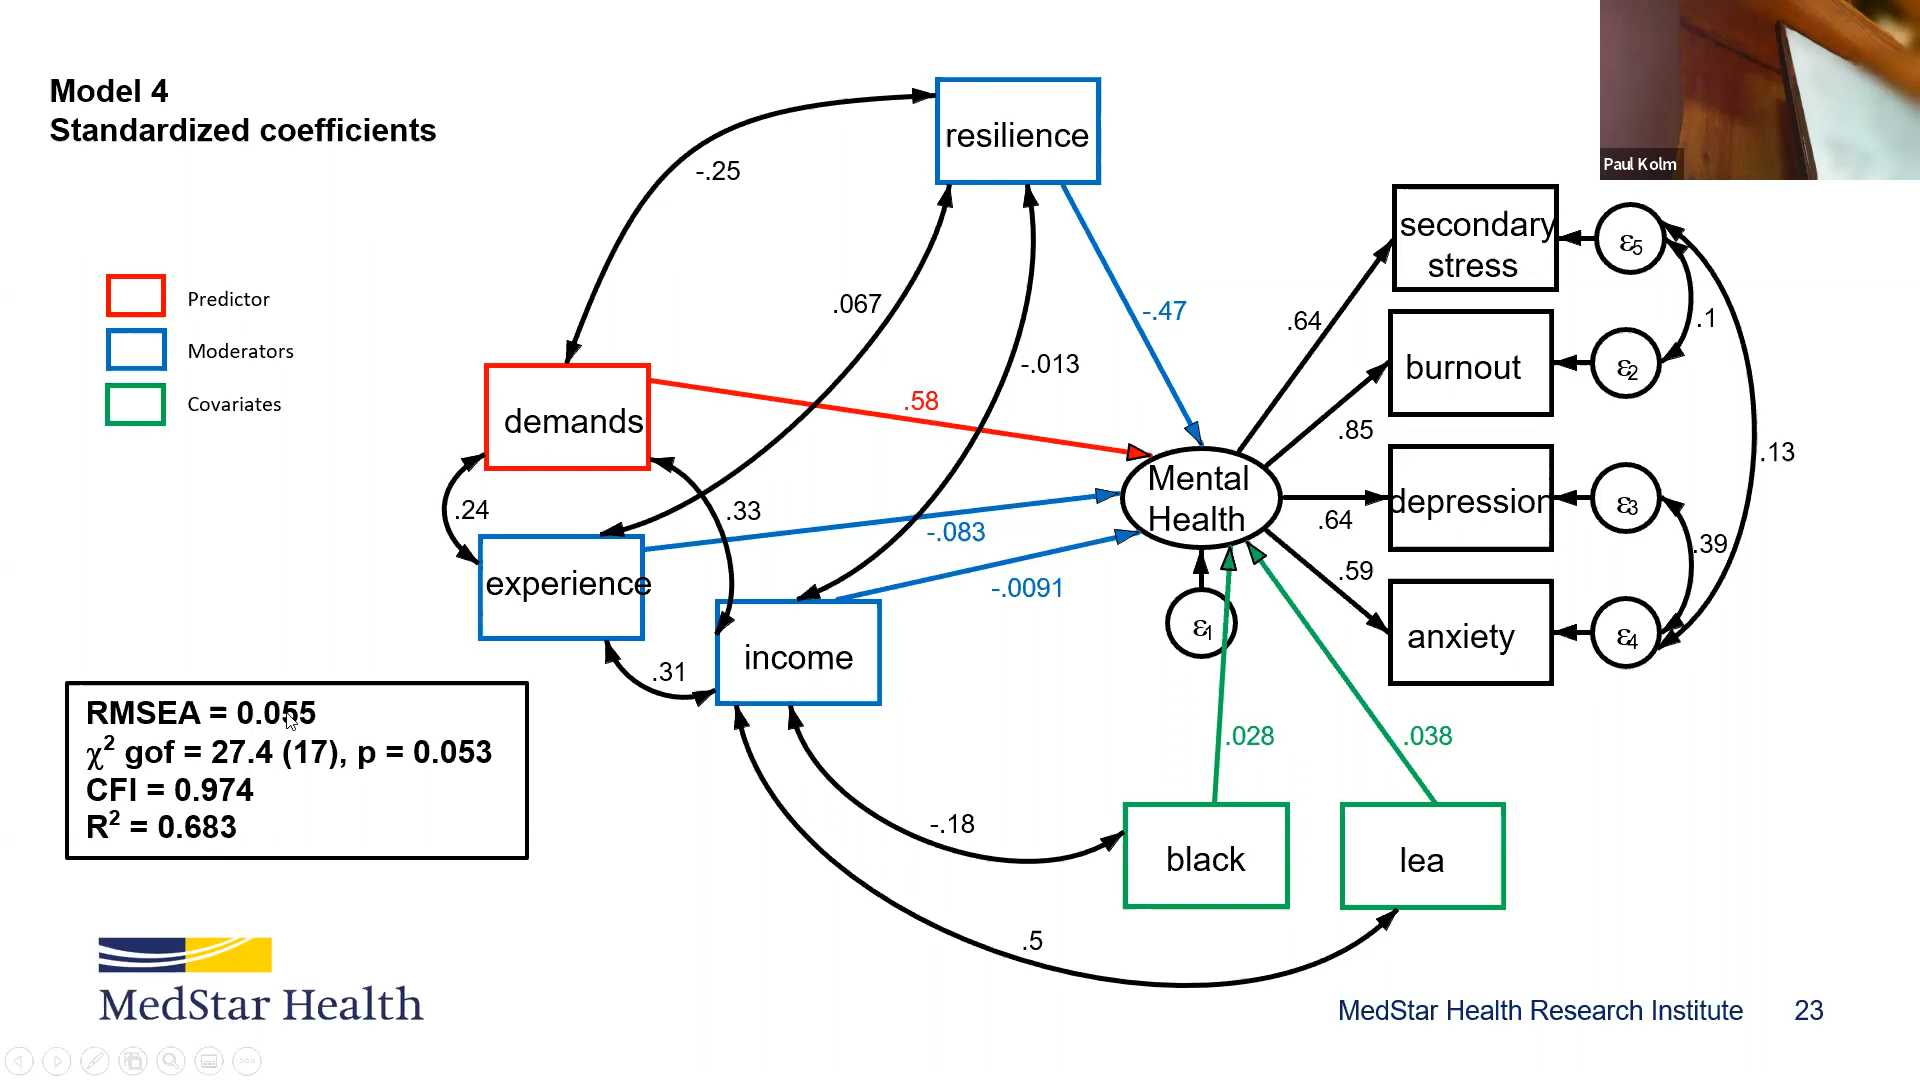 Model 4
Standardized coefficients
Paul Kolm
resilience
-.25
secondary
stress
ε5
Predictor
.067
-.47
.64
.1
Moderators
-.013
burnout
ε2
Covariates
.58
demands
.85
.13
Mental
Health
depression
ε3
.24
.33
-.083
.64
.39
experience
-.0091
.59
ε1
anxiety
ε4
income
.31
RMSEA = 0.055
χ² gof = 27.4 (17), p = 0.053
CFI = 0.974
R² = 0.683
.028
.038
-.18
black
lea
.5
MedStar Health
MedStar Health Research Institute 23